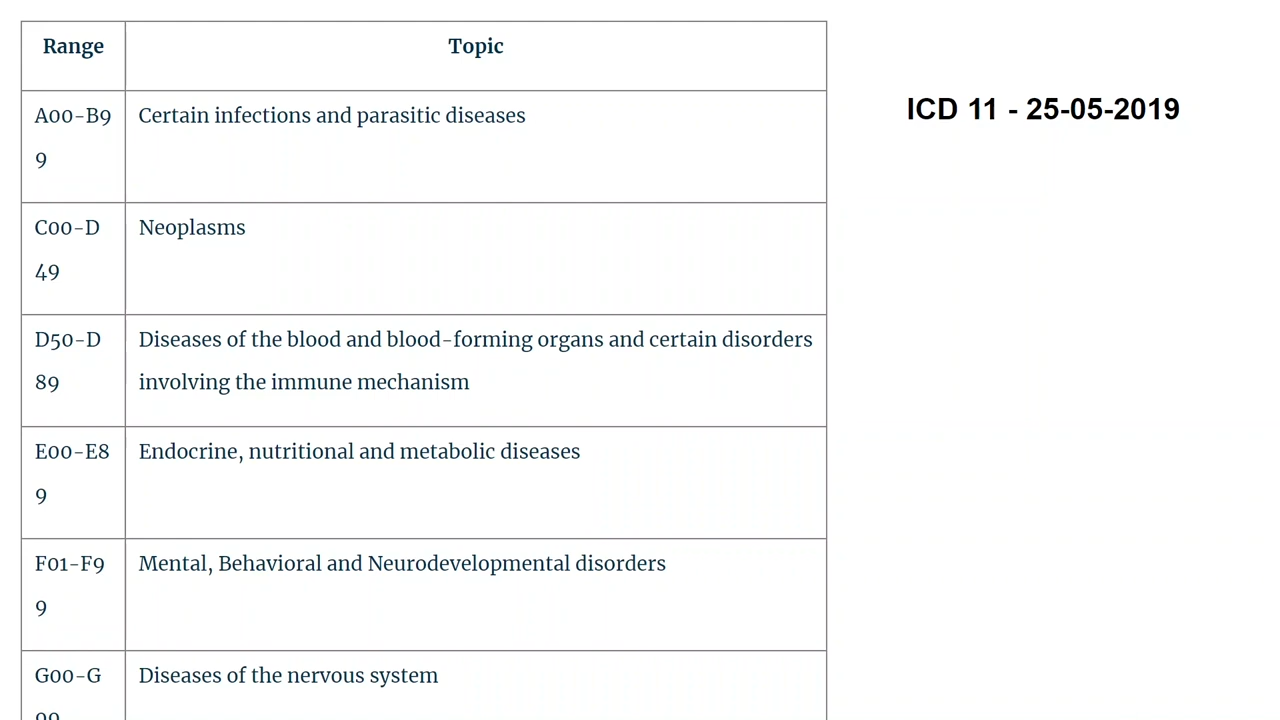 Range Topic
A00-B9 Certain infections and parasitic diseases
9
C00-D Neoplasms
49
D50-D Diseases of the blood and blood-forming organs and certain disorders
89 involving the immune mechanism
E00-E8 Endocrine, nutritional and metabolic diseases
9
F01-F9 Mental, Behavioral and Neurodevelopmental disorders
9
G00-G Diseases of the nervous system
ICD 11 - 25-05-2019